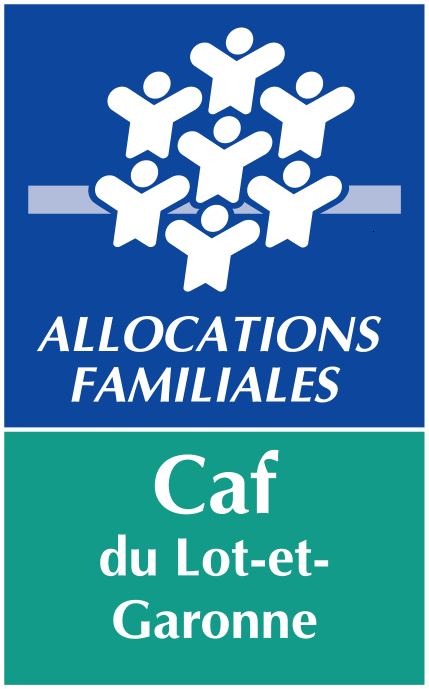 ALLOCATIONS
FAMILIALES
Caf
du Lot-et-
Garonne